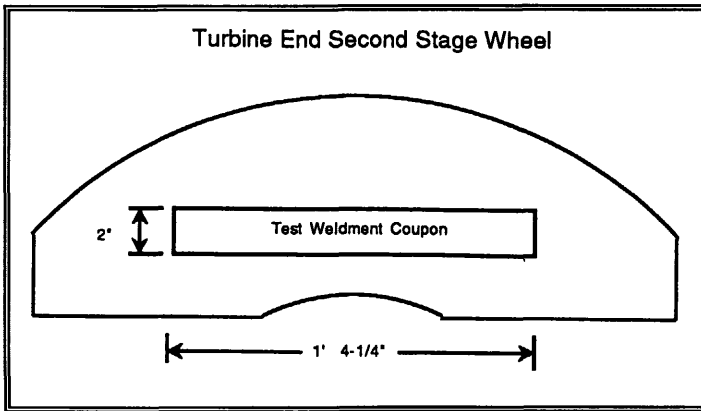 Turbine End Second Stage Wheel
2"
Test Weldment Coupon
1' 4-1/4"